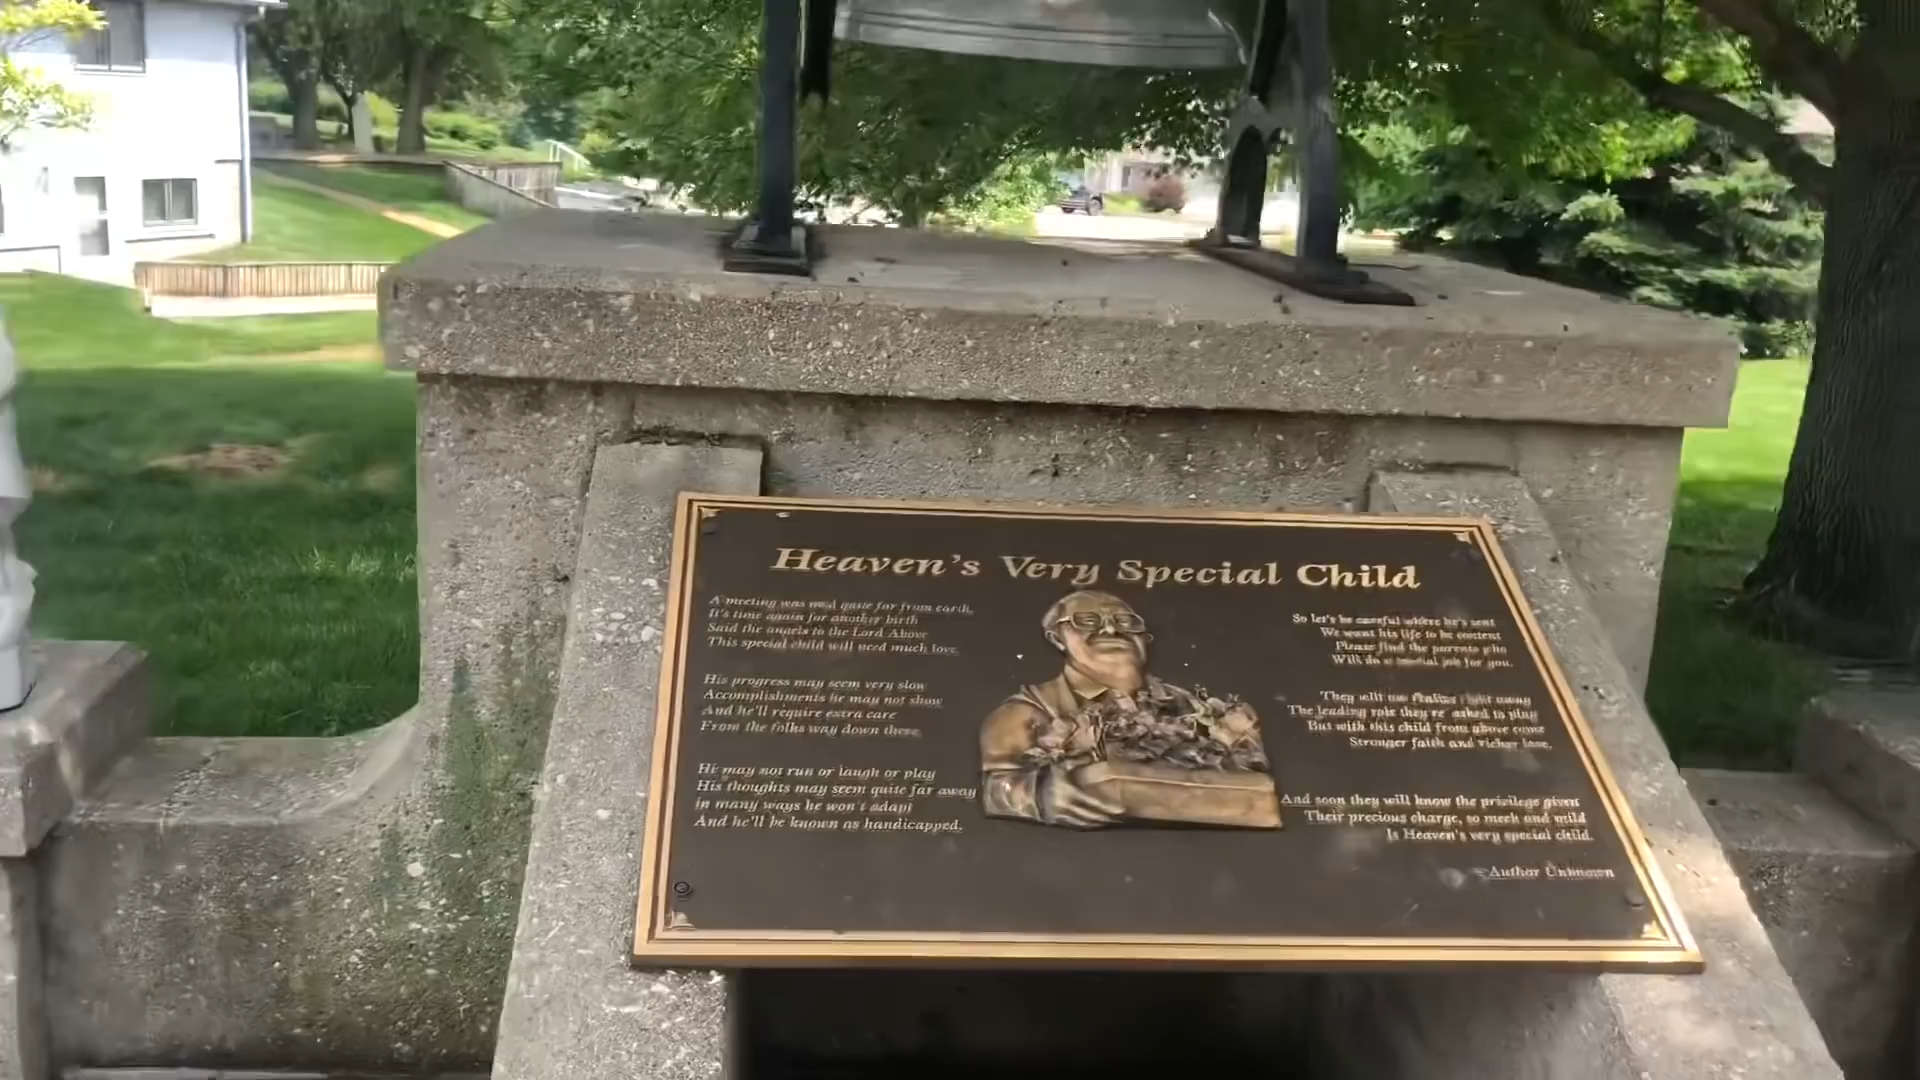 Heaven's Very Special Child
A meeting was held quite far from earth,
It's time again for another birth
Said the angels to the Lord Above
This special child will need much love.
His progress may seem very slow
Accomplishments he may not show
And he'll require extra care
From the folks way down there.
He may not run or laugh or play
His thoughts may seem quite far away
In many ways he won't adapt
And he'll be known as handicapped.
So let's be careful where he's sent
We want his life to be content
Please find the parents who
Will do a special job for you.
They will not realize right away
The leading role they're asked to play
But with this child from above come
Stronger faith and richer love.
And soon they will know the privilege given
Their precious charge, so meek and mild
Is Heaven's very special child.
Author Unknown